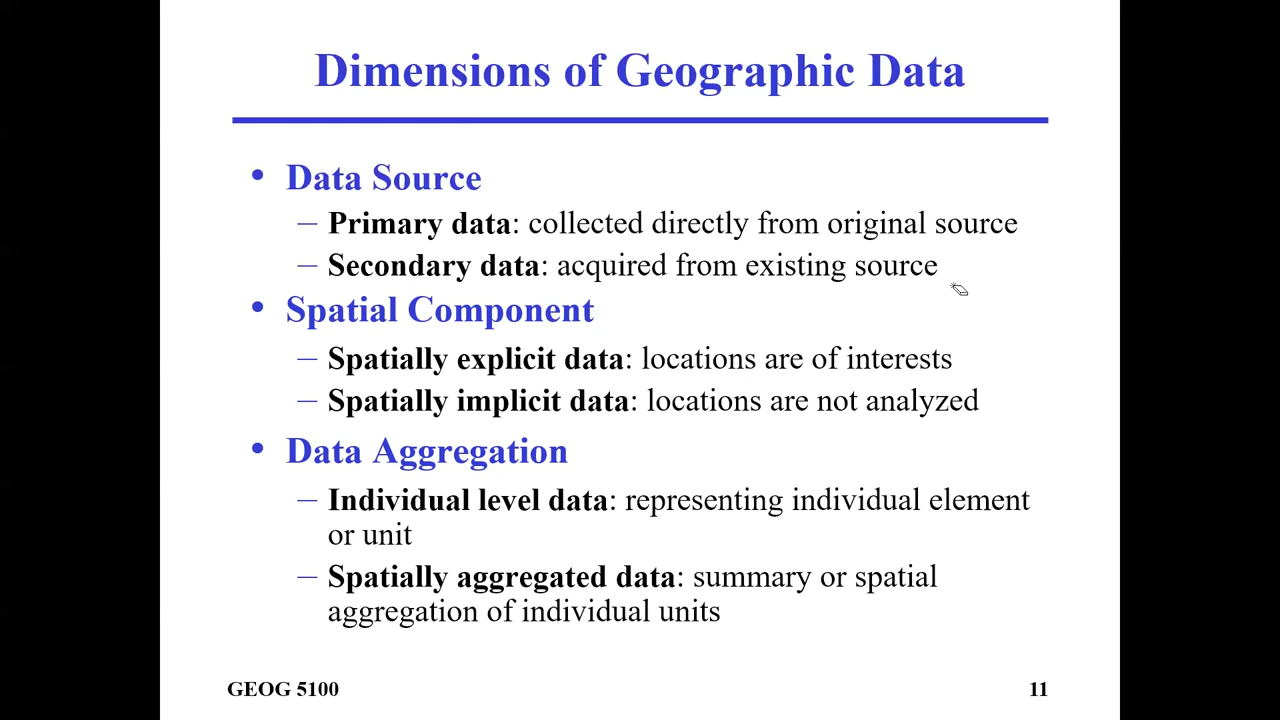 Dimensions of Geographic Data
• Data Source
– Primary data: collected directly from original source
– Secondary data: acquired from existing source
• Spatial Component
– Spatially explicit data: locations are of interests
– Spatially implicit data: locations are not analyzed
• Data Aggregation
– Individual level data: representing individual element
or unit
– Spatially aggregated data: summary or spatial
aggregation of individual units
GEOG 5100
11